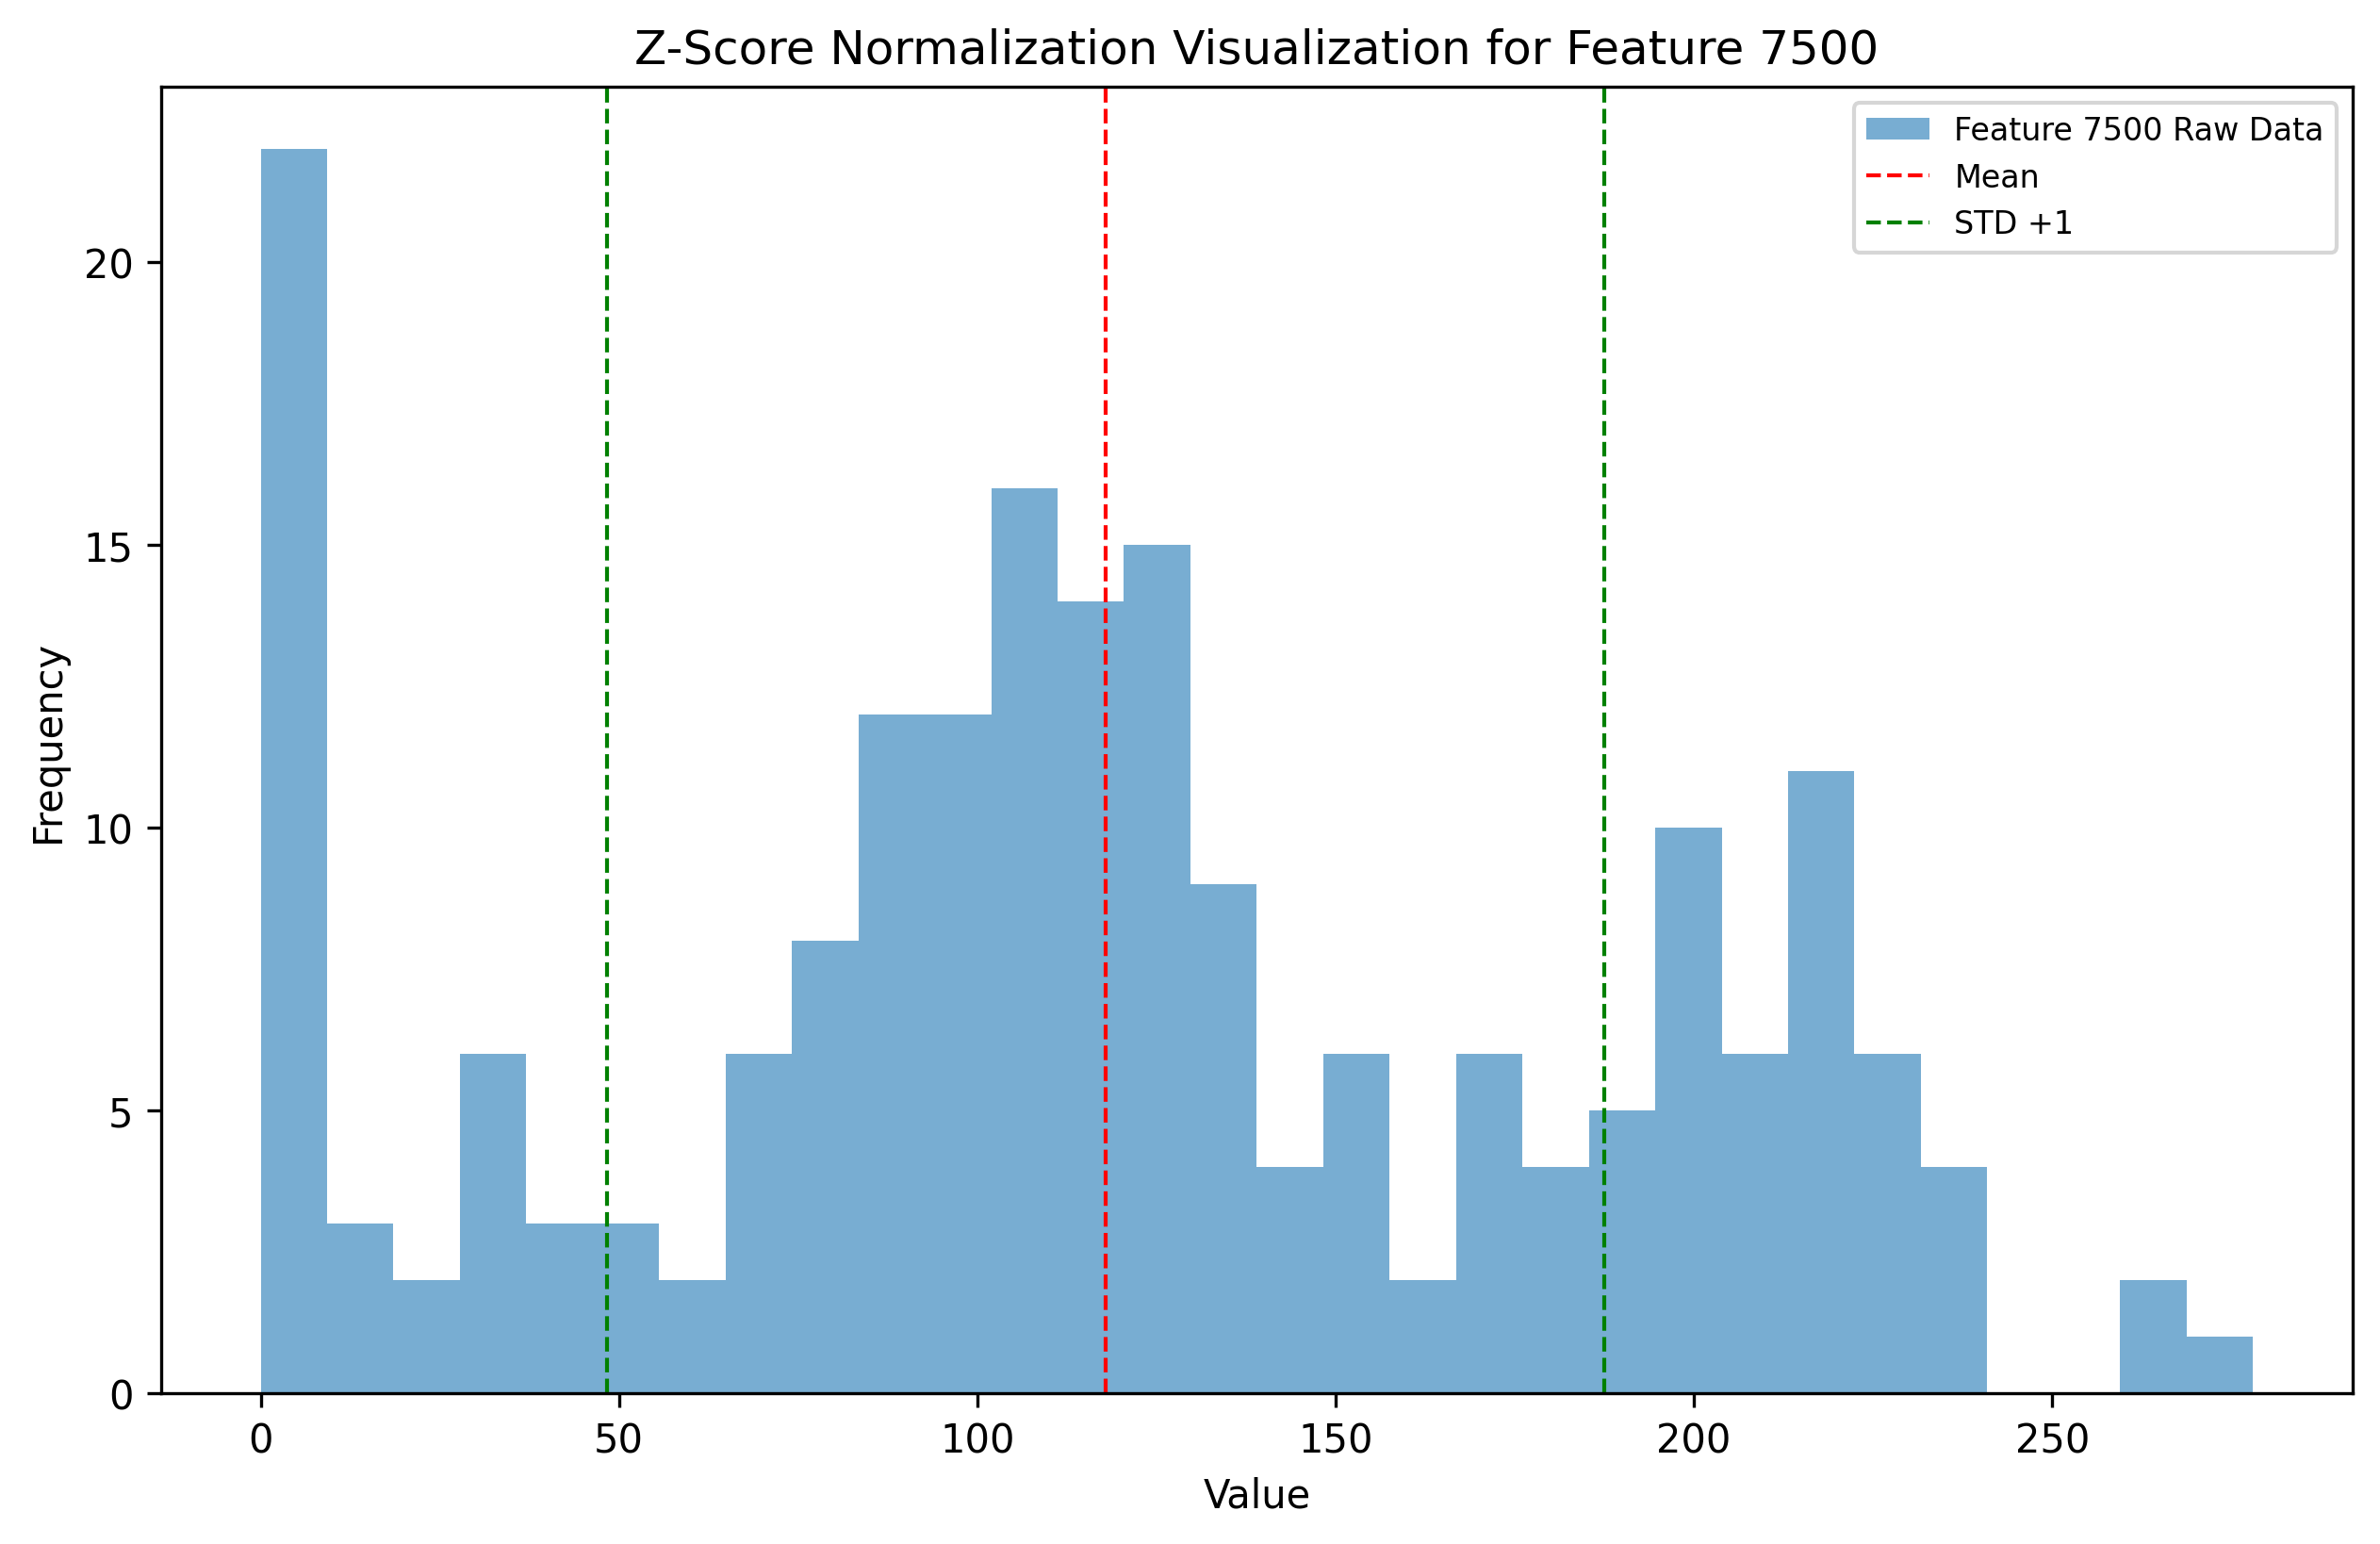 Z-Score Normalization Visualization for Feature 7500
Feature 7500 Raw Data
Mean
STD +1
20
15
10
5
0
Frequency
0 50 100 150 200 250
Value